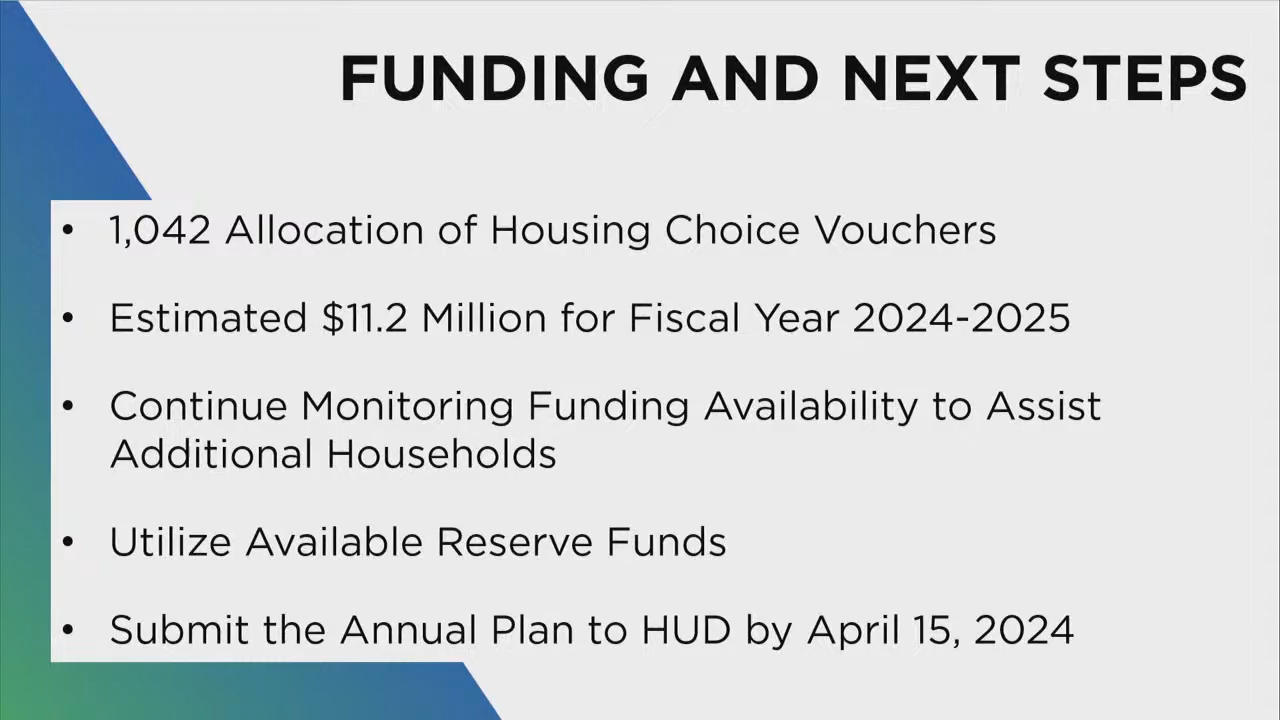 FUNDING AND NEXT STEPS
• 1,042 Allocation of Housing Choice Vouchers
• Estimated $11.2 Million for Fiscal Year 2024-2025
• Continue Monitoring Funding Availability to Assist
Additional Households
• Utilize Available Reserve Funds
• Submit the Annual Plan to HUD by April 15, 2024